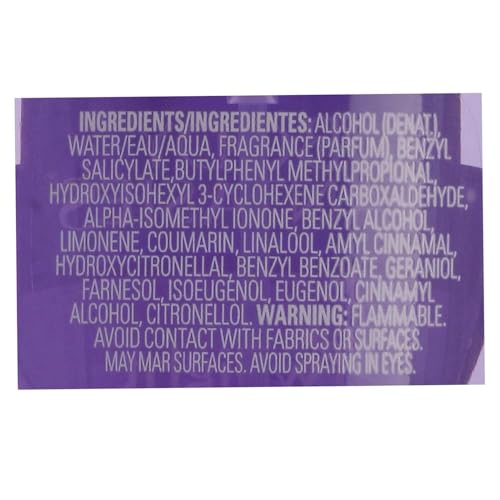 INGREDIENTS/INGREDIENTES: ALCOHOL (DENAT.),
WATER/EAU/AQUA, FRAGRANCE (PARFUM), BENZYL
SALICYLATE,BUTYLPHENYL METHYLPROPIONAL,
HYDROXYISOHEXYL 3-CYCLOHEXENE CARBOXALDEHYDE,
ALPHA-ISOMETHYL IONONE, BENZYL ALCOHOL,
LIMONENE, COUMARIN, LINALOOL, AMYL CINNAMAL,
HYDROXYCITRONELLAL, BENZYL BENZOATE, GERANIOL,
FARNESOL, ISOEUGENOL, EUGENOL, CINNAMYL
ALCOHOL, CITRONELLOL. WARNING: FLAMMABLE.
AVOID CONTACT WITH FABRICS OR SURFACES.
MAY MAR SURFACES. AVOID SPRAYING IN EYES.